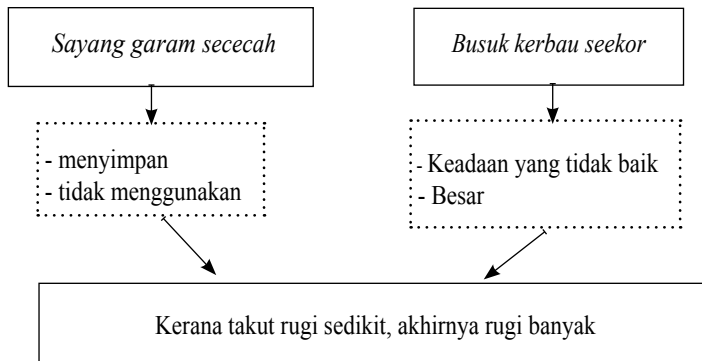 Sayang garam sececah
Busuk kerbau seekor
- menyimpan
- tidak menggunakan
- Keadaan yang tidak baik
- Besar
Kerana takut rugi sedikit, akhirnya rugi banyak